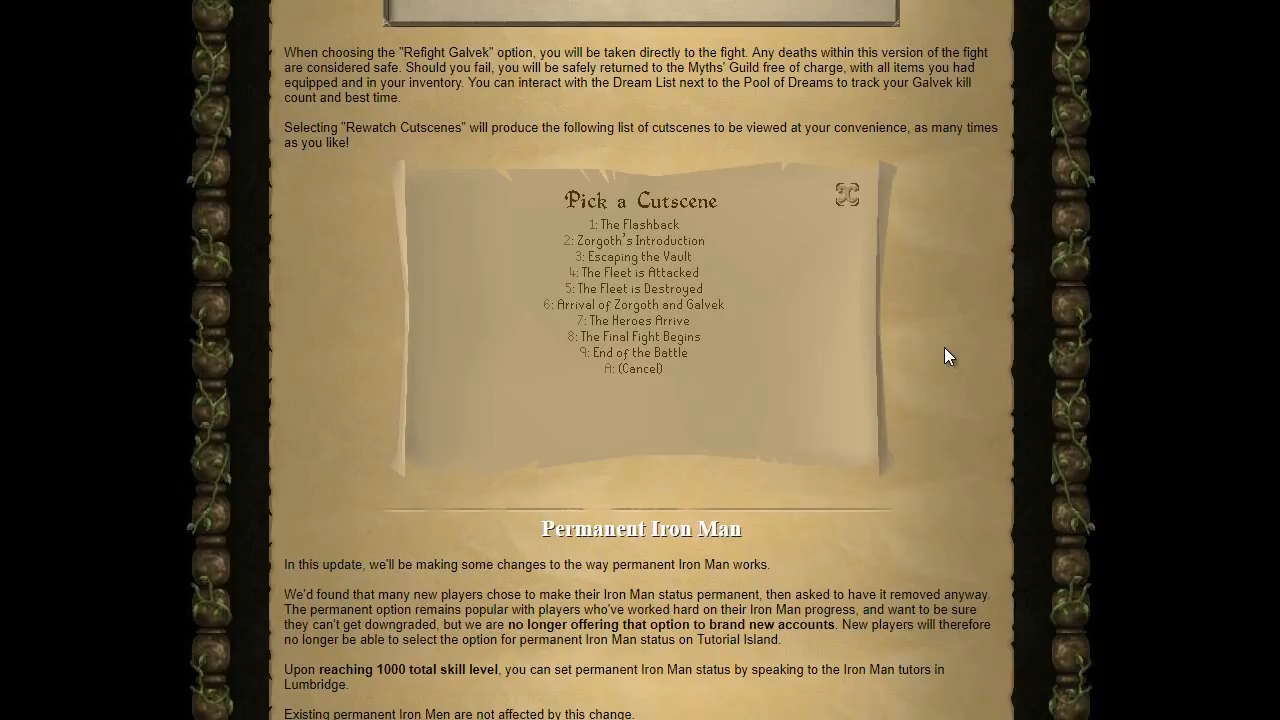 When choosing the "Refight Galvek" option, you will be taken directly to the fight. Any deaths within this version of the fight
are considered safe. Should you fail, you will be safely returned to the Myths' Guild free of charge, with all items you had
equipped and in your inventory. You can interact with the Dream List next to the Pool of Dreams to track your Galvek kill
count and best time.
Selecting "Rewatch Cutscenes" will produce the following list of cutscenes to be viewed at your convenience, as many times
as you like!
Pick a Cutscene
1: The Flashback
2: Zorgoth's Introduction
3: Escaping the Vault
4: The Fleet is Attacked
5: The Fleet is Destroyed
6: Arrival of Zorgoth and Galvek
7: The Heroes Arrive
8: The Final Fight Begins
9: End of the Battle
A: (Cancel)
Permanent Iron Man
In this update, we'll be making some changes to the way permanent Iron Man works.
We'd found that many new players chose to make their Iron Man status permanent, then asked to have it removed anyway.
The permanent option remains popular with players who've worked hard on their Iron Man progress, and want to be sure
they can't get downgraded, but we are no longer offering that option to brand new accounts. New players will therefore
no longer be able to select the option for permanent Iron Man status on Tutorial Island.
Upon reaching 1000 total skill level, you can set permanent Iron Man status by speaking to the Iron Man tutors in
Lumbridge.
Existing permanent Iron Men are not affected by this change.